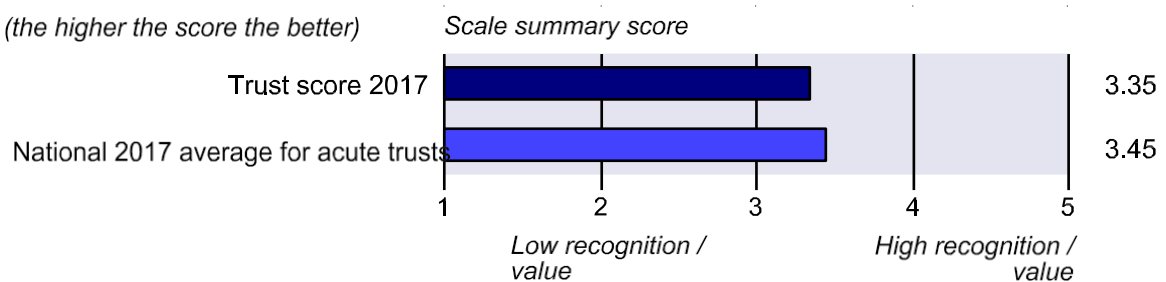 (the higher the score the better) Scale summary score
Trust score 2017 3.35
National 2017 average for acute trusts 3.45
1 2 3 4 5
Low recognition / High recognition /
value value